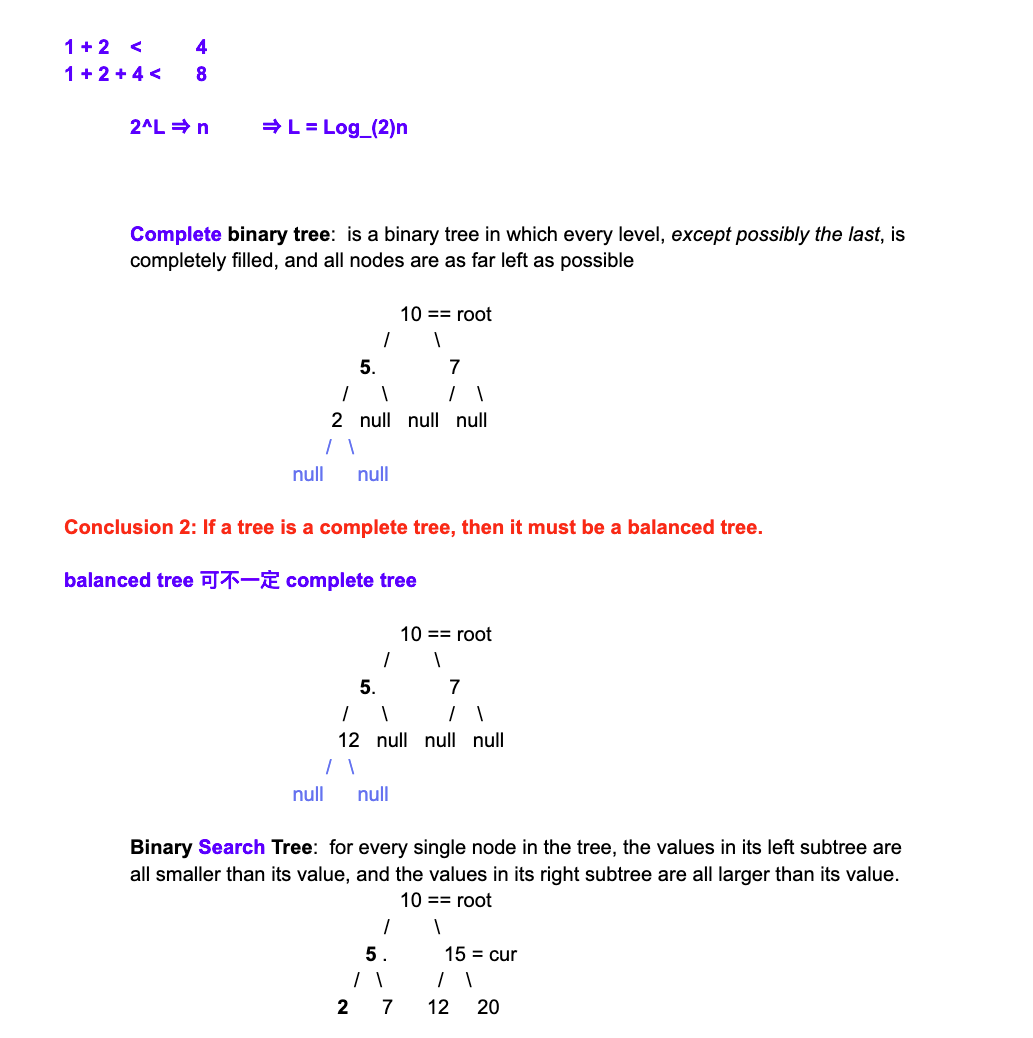 1 + 2 < 4
1 + 2 + 4 < 8
2^L ⇒ n ⇒ L = Log_(2)n
Complete binary tree: is a binary tree in which every level, except possibly the last, is
completely filled, and all nodes are as far left as possible
10 == root
/ \
5. 7
/ \ / \
2 null null null
/ \
null null
Conclusion 2: If a tree is a complete tree, then it must be a balanced tree.
balanced tree 可不一定 complete tree
10 == root
/ \
5. 7
/ \ / \
12 null null null
/ \
null null
Binary Search Tree: for every single node in the tree, the values in its left subtree are
all smaller than its value, and the values in its right subtree are all larger than its value.
10 == root
/ \
5 . 15 = cur
/ \ / \
2 7 12 20